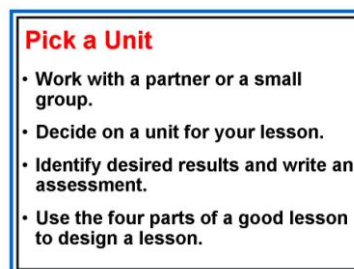 Pick a Unit
• Work with a partner or a small
group.
• Decide on a unit for your lesson.
• Identify desired results and write an
assessment.
• Use the four parts of a good lesson
to design a lesson.